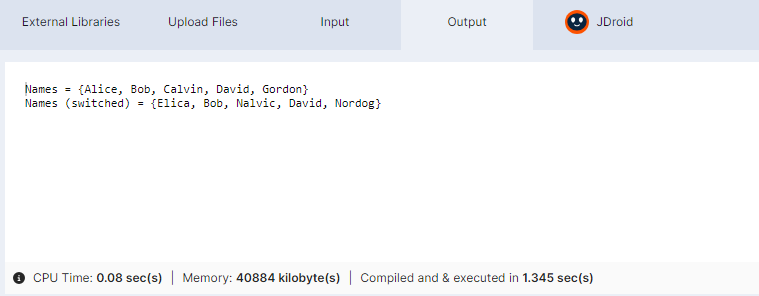 External Libraries Upload Files Input Output JDroid
Names = {Alice, Bob, Calvin, David, Gordon}
Names (switched) = {Elica, Bob, Nalvic, David, Nordog}
CPU Time: 0.08 sec(s) | Memory: 40884 kilobyte(s) | Compiled and & executed in 1.345 sec(s)